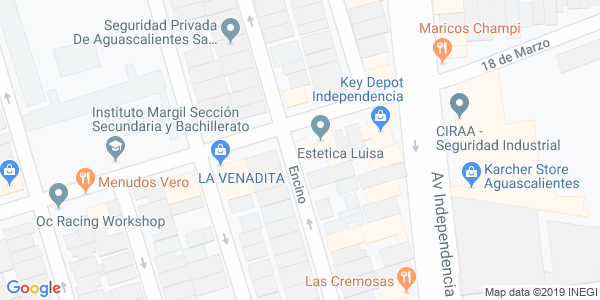 Seguridad Privada
De Aguascalientes Sa...
Maricos Champi
18 de Marzo
Key Depot
Independencia
Instituto Margil Sección
Secundaria y Bachillerato
CIRAA -
Seguridad Industrial
Estetica Luisa
Karcher Store
Aguascalientes
Menudos Vero
LA VENADITA
Encino
Av Independencia
Oc Racing Workshop
Las Cremosas
Google
Map data ©2019 INEGI